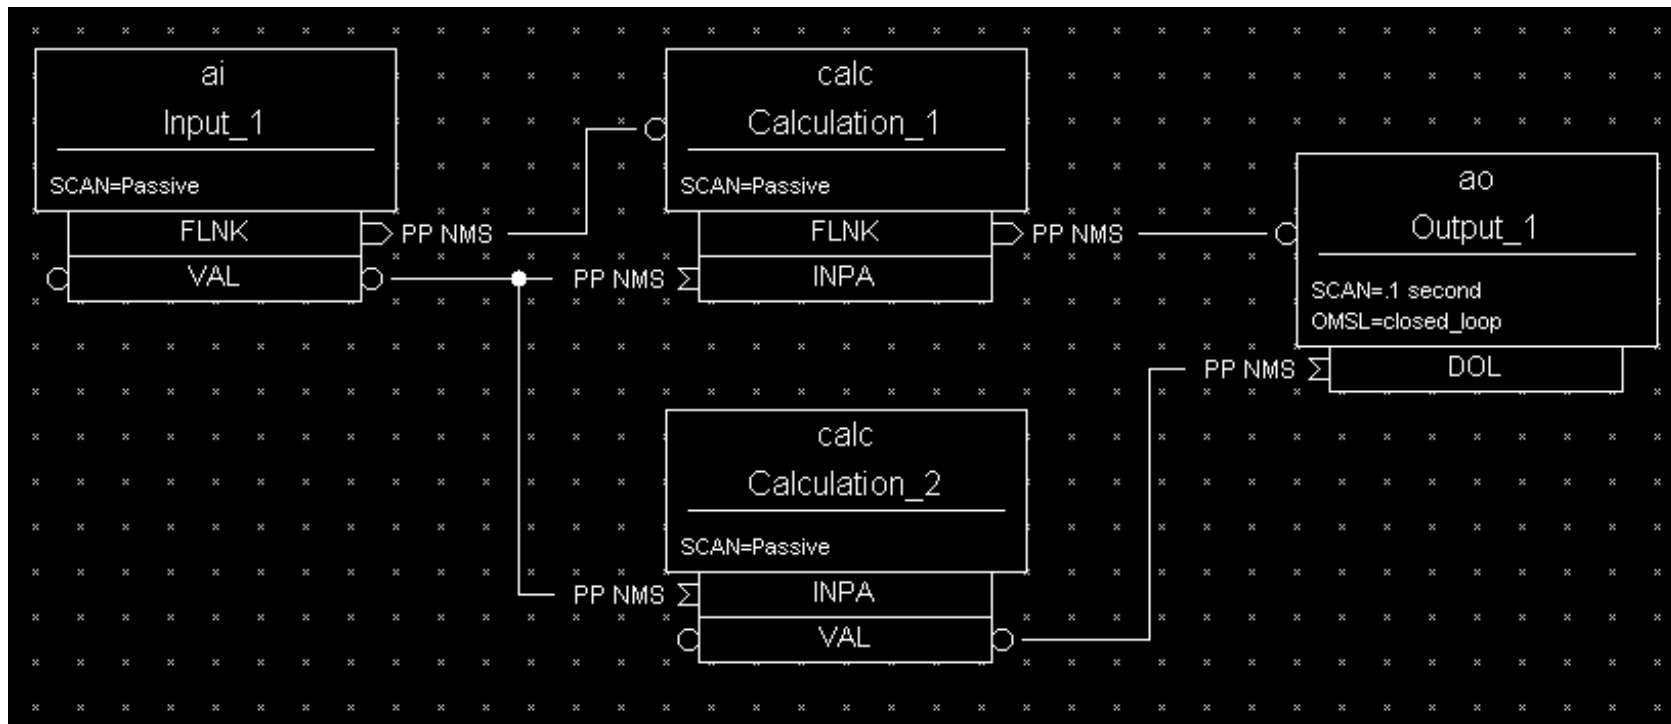 ai
Input_1
SCAN=Passive
FLNK
PP NMS
VAL
calc
Calculation_1
SCAN=Passive
FLNK
PP NMS
PP NMS
INPA
ao
Output_1
SCAN=.1 second
OMSL=closed_loop
PP NMS
DOL
calc
Calculation_2
SCAN=Passive
PP NMS
INPA
VAL